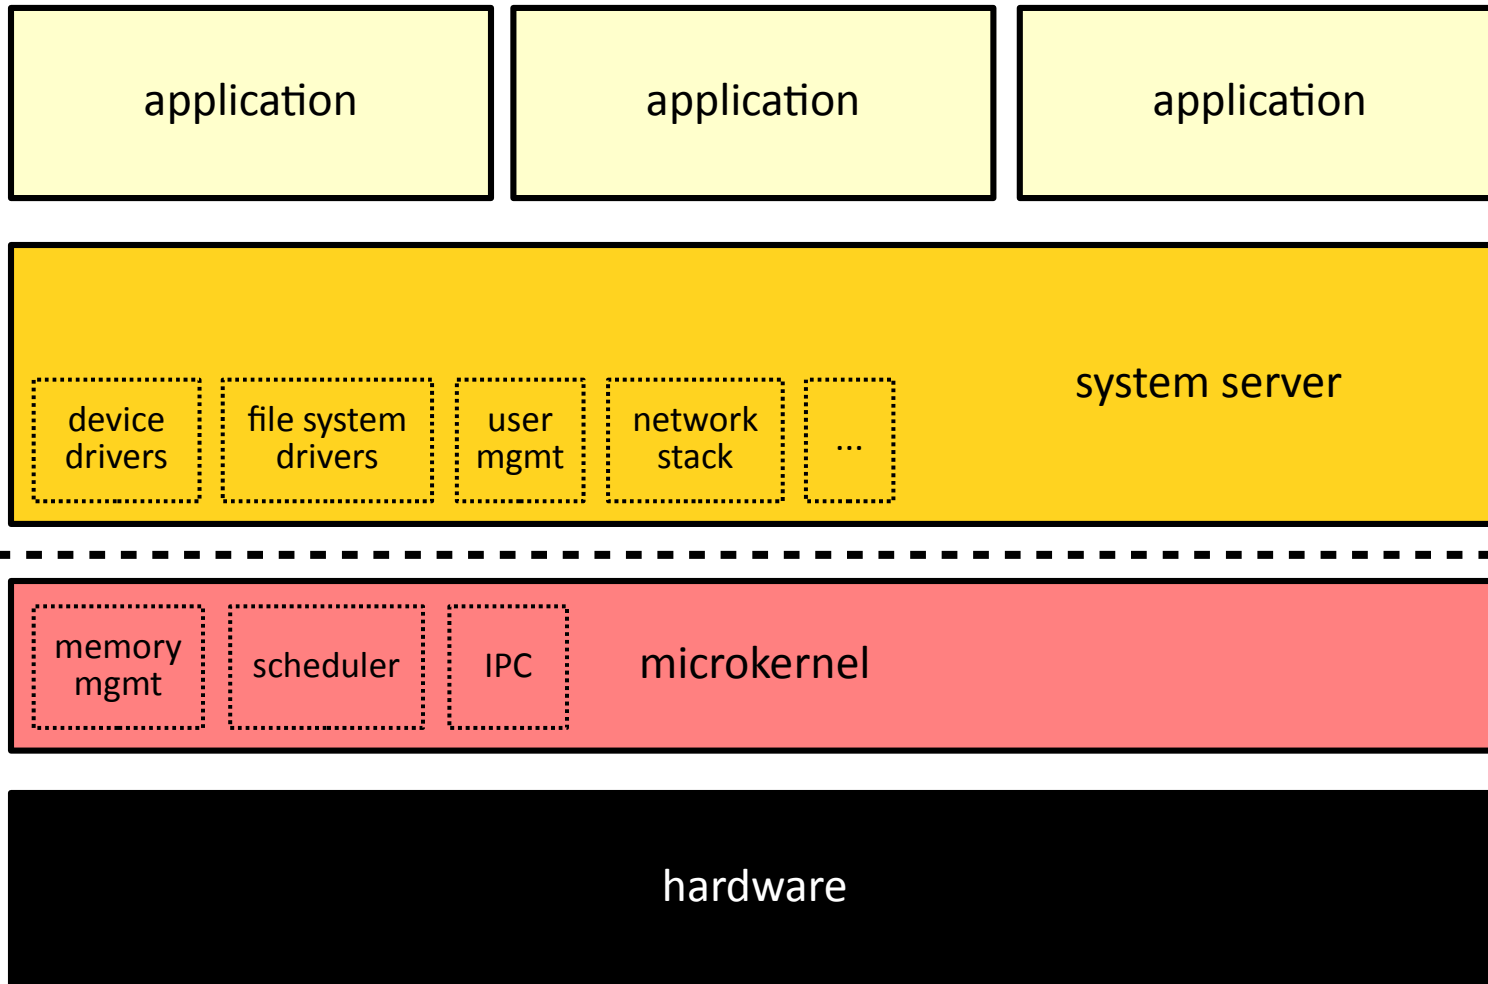 application
application
application
system server
device
drivers
file system
drivers
user
mgmt
network
stack
...
memory
mgmt
scheduler
IPC
microkernel
hardware